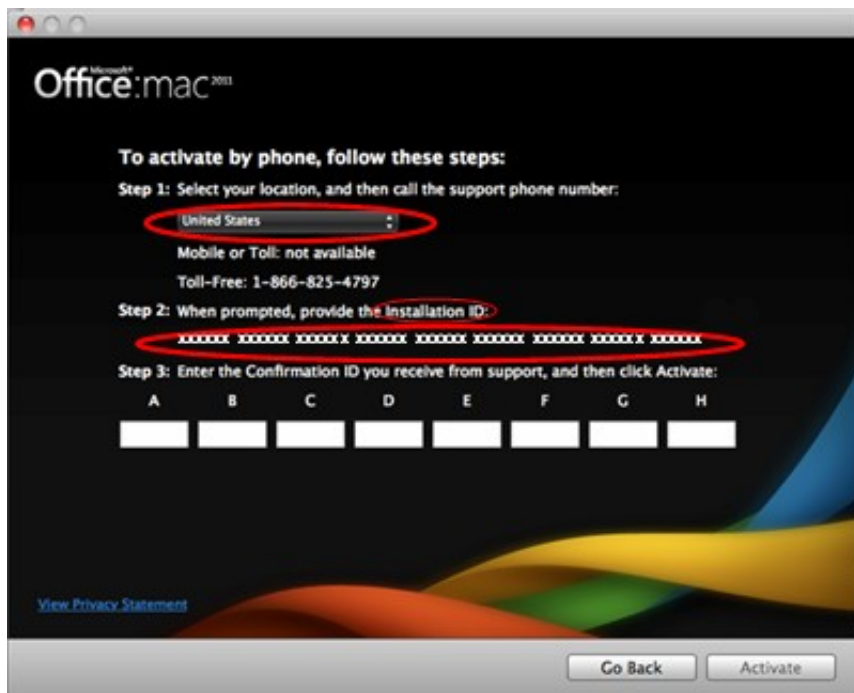 Microsoft®
Office:mac 2011
To activate by phone, follow these steps:
Step 1: Select your location, and then call the support phone number:
United States
Mobile or Toll: not available
Toll-Free: 1-866-825-4797
Step 2: When prompted, provide the Installation ID:
xxxxxx xxxxxx xxxxxx xxxxxx xxxxxx xxxxxx xxxxxx xxxxxx xxxxxx
Step 3: Enter the Confirmation ID you receive from support, and then click Activate:
A B C D E F G H
View Privacy Statement
Go Back Activate